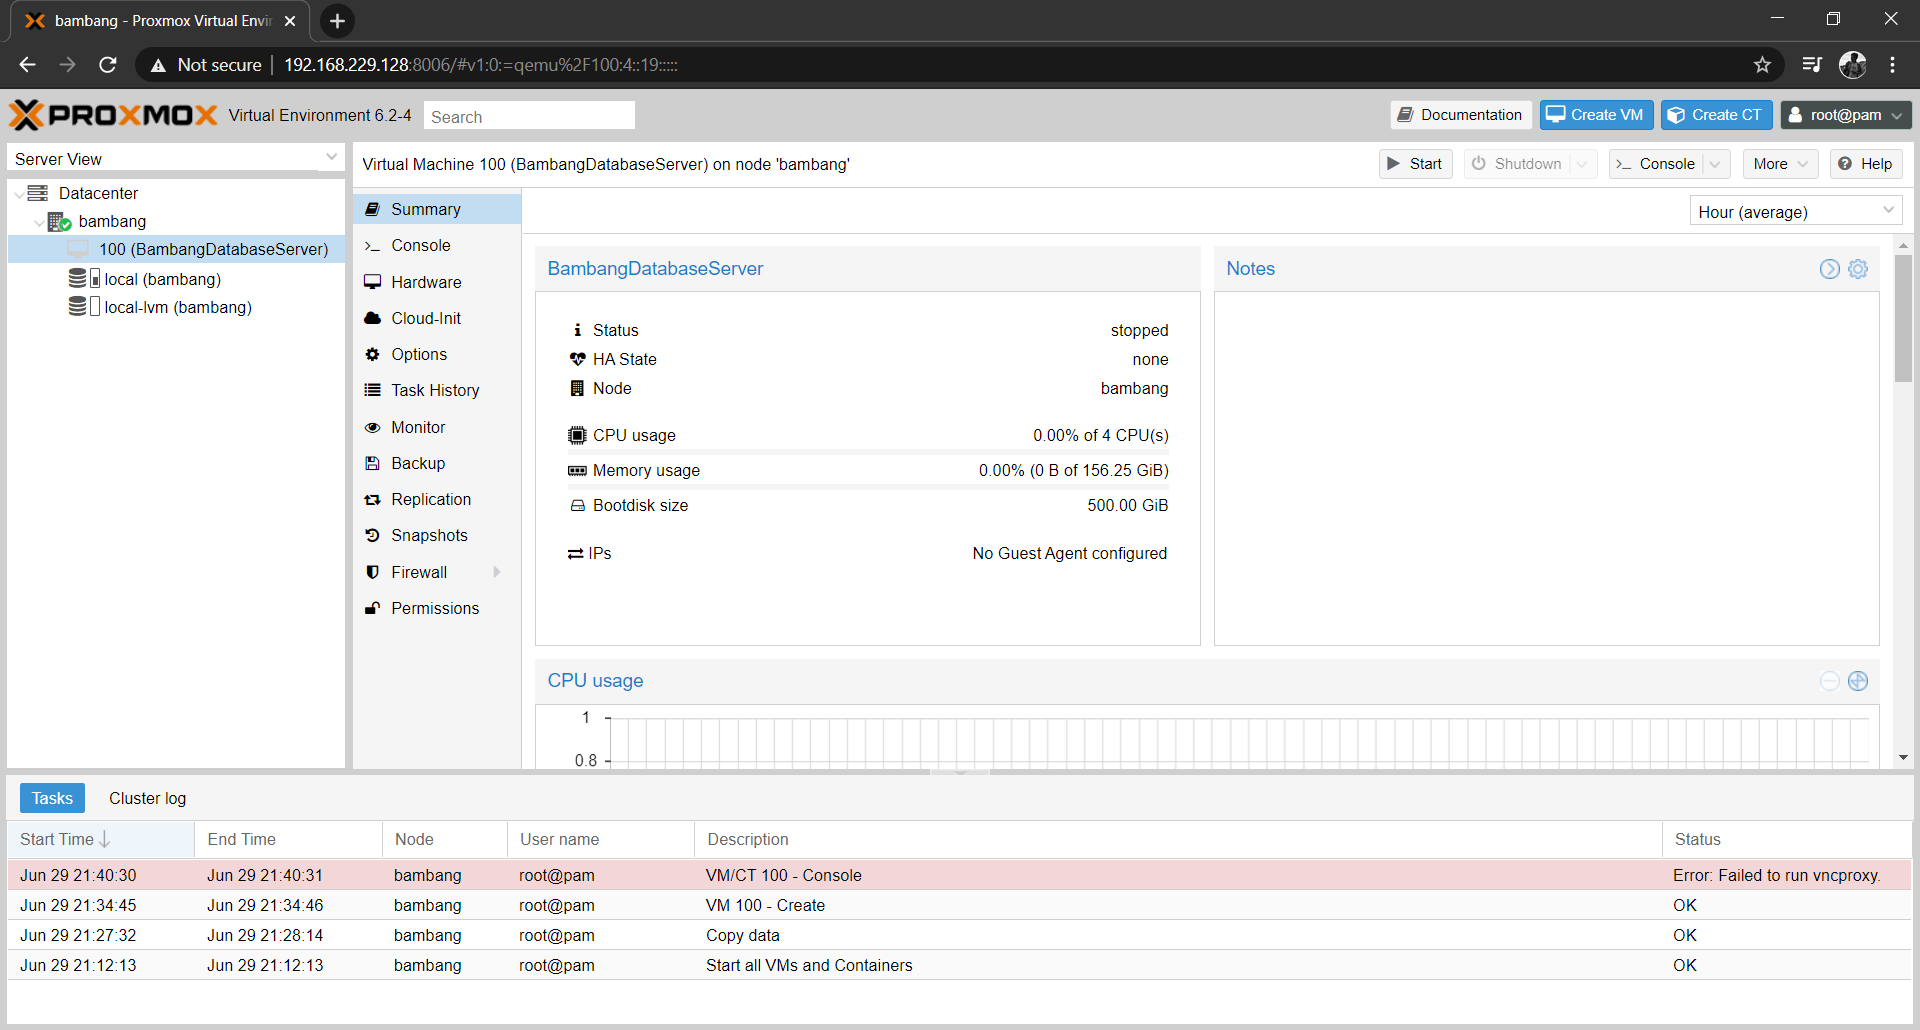 bambang - Proxmox Virtual Envir
Not secure
192.168.229.128:8006/#v1:0:=qemu%2F100:4::19:::::
PROXMOX
Virtual Environment 6.2-4
Search
Documentation
Create VM
Create CT
root@pam
Server View
Datacenter
bambang
100 (BambangDatabaseServer)
local (bambang)
local-lvm (bambang)
Virtual Machine 100 (BambangDatabaseServer) on node 'bambang'
Start
Shutdown
Console
More
Help
Summary
Console
Hardware
Cloud-Init
Options
Task History
Monitor
Backup
Replication
Snapshots
Firewall
Permissions
Hour (average)
BambangDatabaseServer
Status stopped
HA State none
Node bambang
CPU usage 0.00% of 4 CPU(s)
Memory usage 0.00% (0 B of 156.25 GiB)
Bootdisk size 500.00 GiB
IPs No Guest Agent configured
Notes
CPU usage
1
0.8
Tasks
Cluster log
Start Time End Time Node User name Description Status
Jun 29 21:40:30 Jun 29 21:40:31 bambang root@pam VM/CT 100 - Console Error: Failed to run vncproxy.
Jun 29 21:34:45 Jun 29 21:34:46 bambang root@pam VM 100 - Create OK
Jun 29 21:27:32 Jun 29 21:28:14 bambang root@pam Copy data OK
Jun 29 21:12:13 Jun 29 21:12:13 bambang root@pam Start all VMs and Containers OK